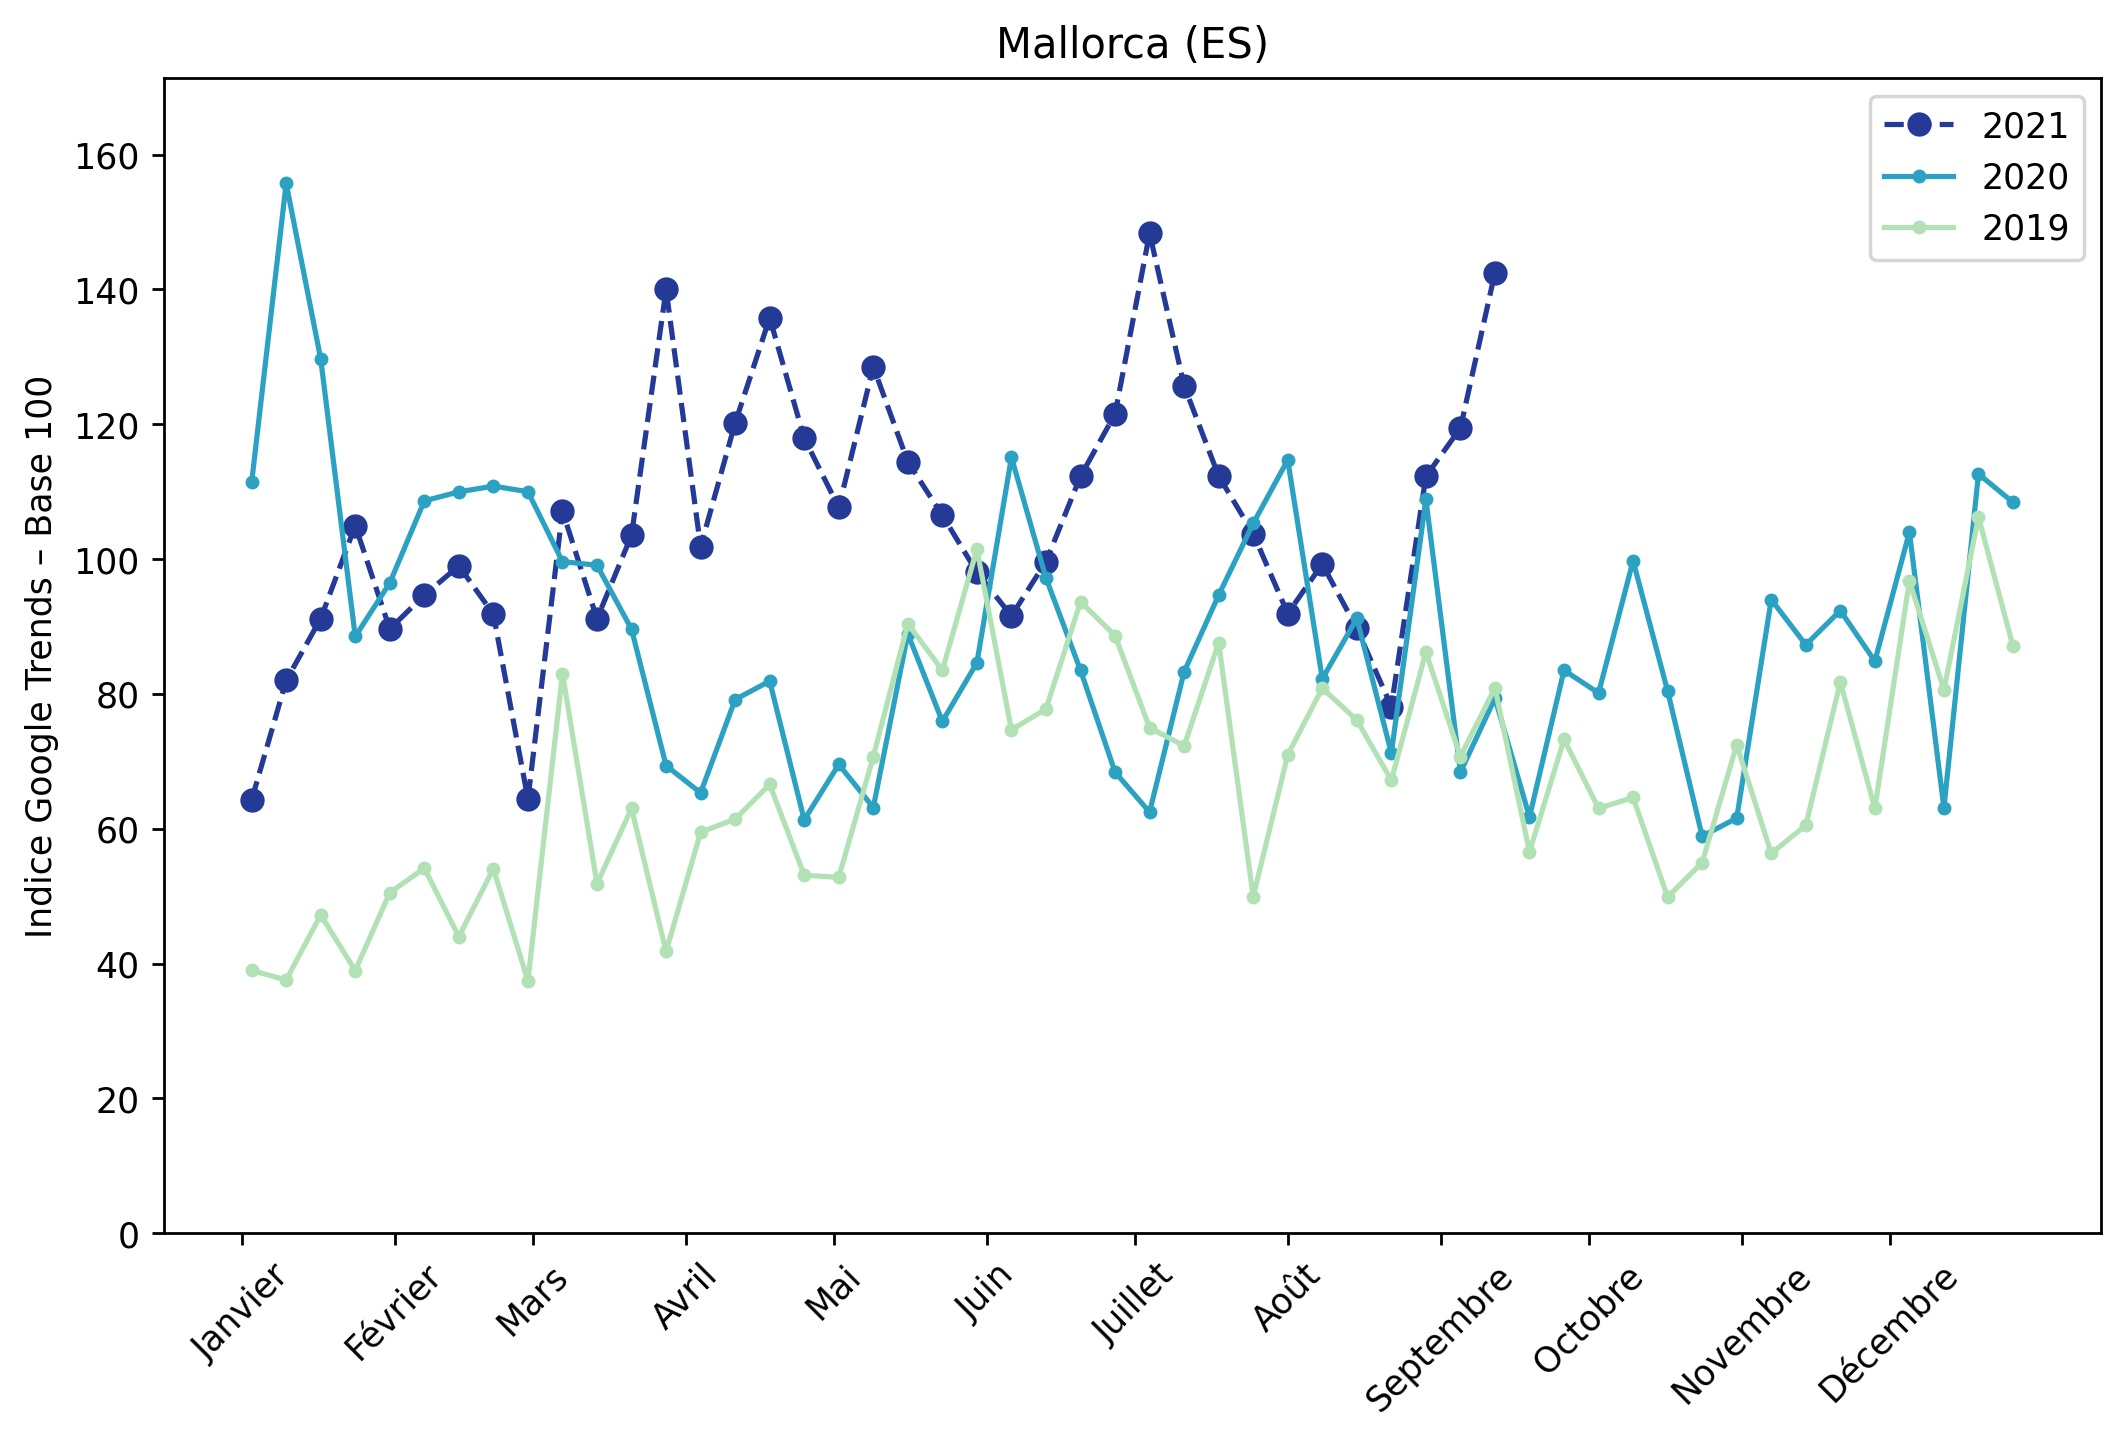 Mallorca (ES)
Indice Google Trends – Base 100
160
140
120
100
80
60
40
20
0
2021
2020
2019
Janvier
Février
Mars
Avril
Mai
Juin
Juillet
Août
Septembre
Octobre
Novembre
Décembre